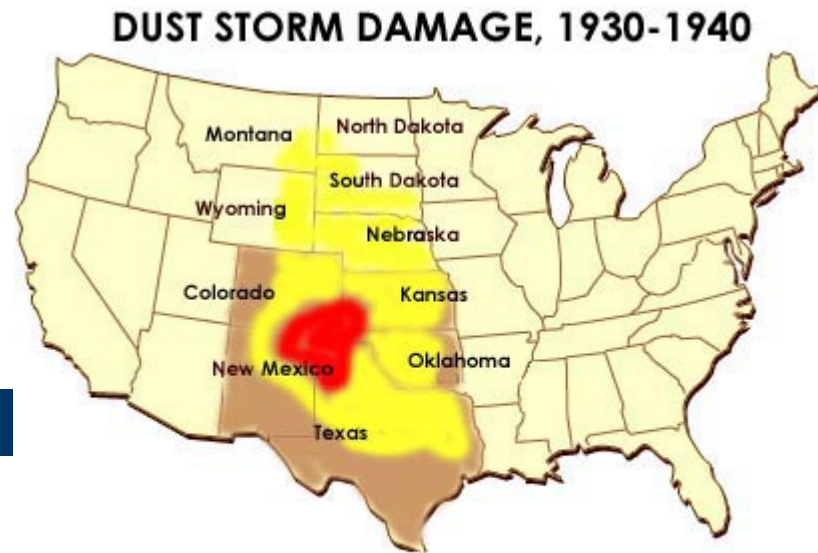 DUST STORM DAMAGE, 1930-1940
Montana
North Dakota
South Dakota
Wyoming
Nebraska
Colorado
Kansas
New Mexico
Oklahoma
Texas